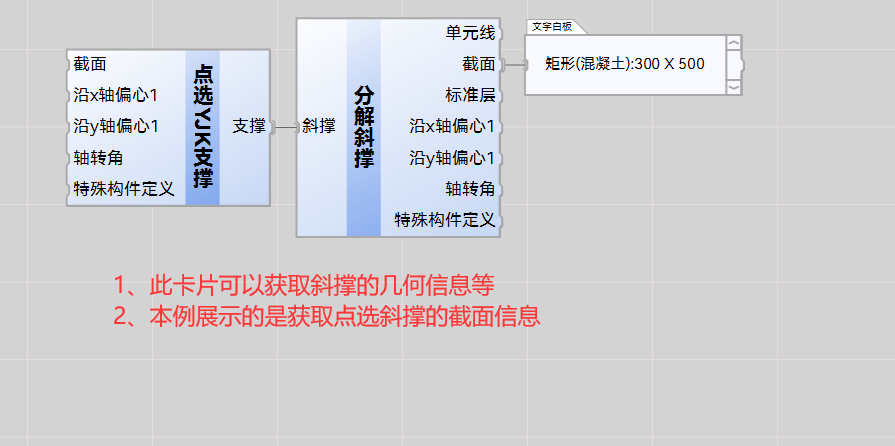 截面
沿x轴偏心1
沿y轴偏心1
轴转角
特殊构件定义
点选YJK支撑
支撑
斜撑
分解斜撑
单元线
截面
标准层
沿x轴偏心1
沿y轴偏心1
轴转角
特殊构件定义
文字白板
矩形(混凝土):300 X 500
1、此卡片可以获取斜撑的几何信息等
2、本例展示的是获取点选斜撑的截面信息